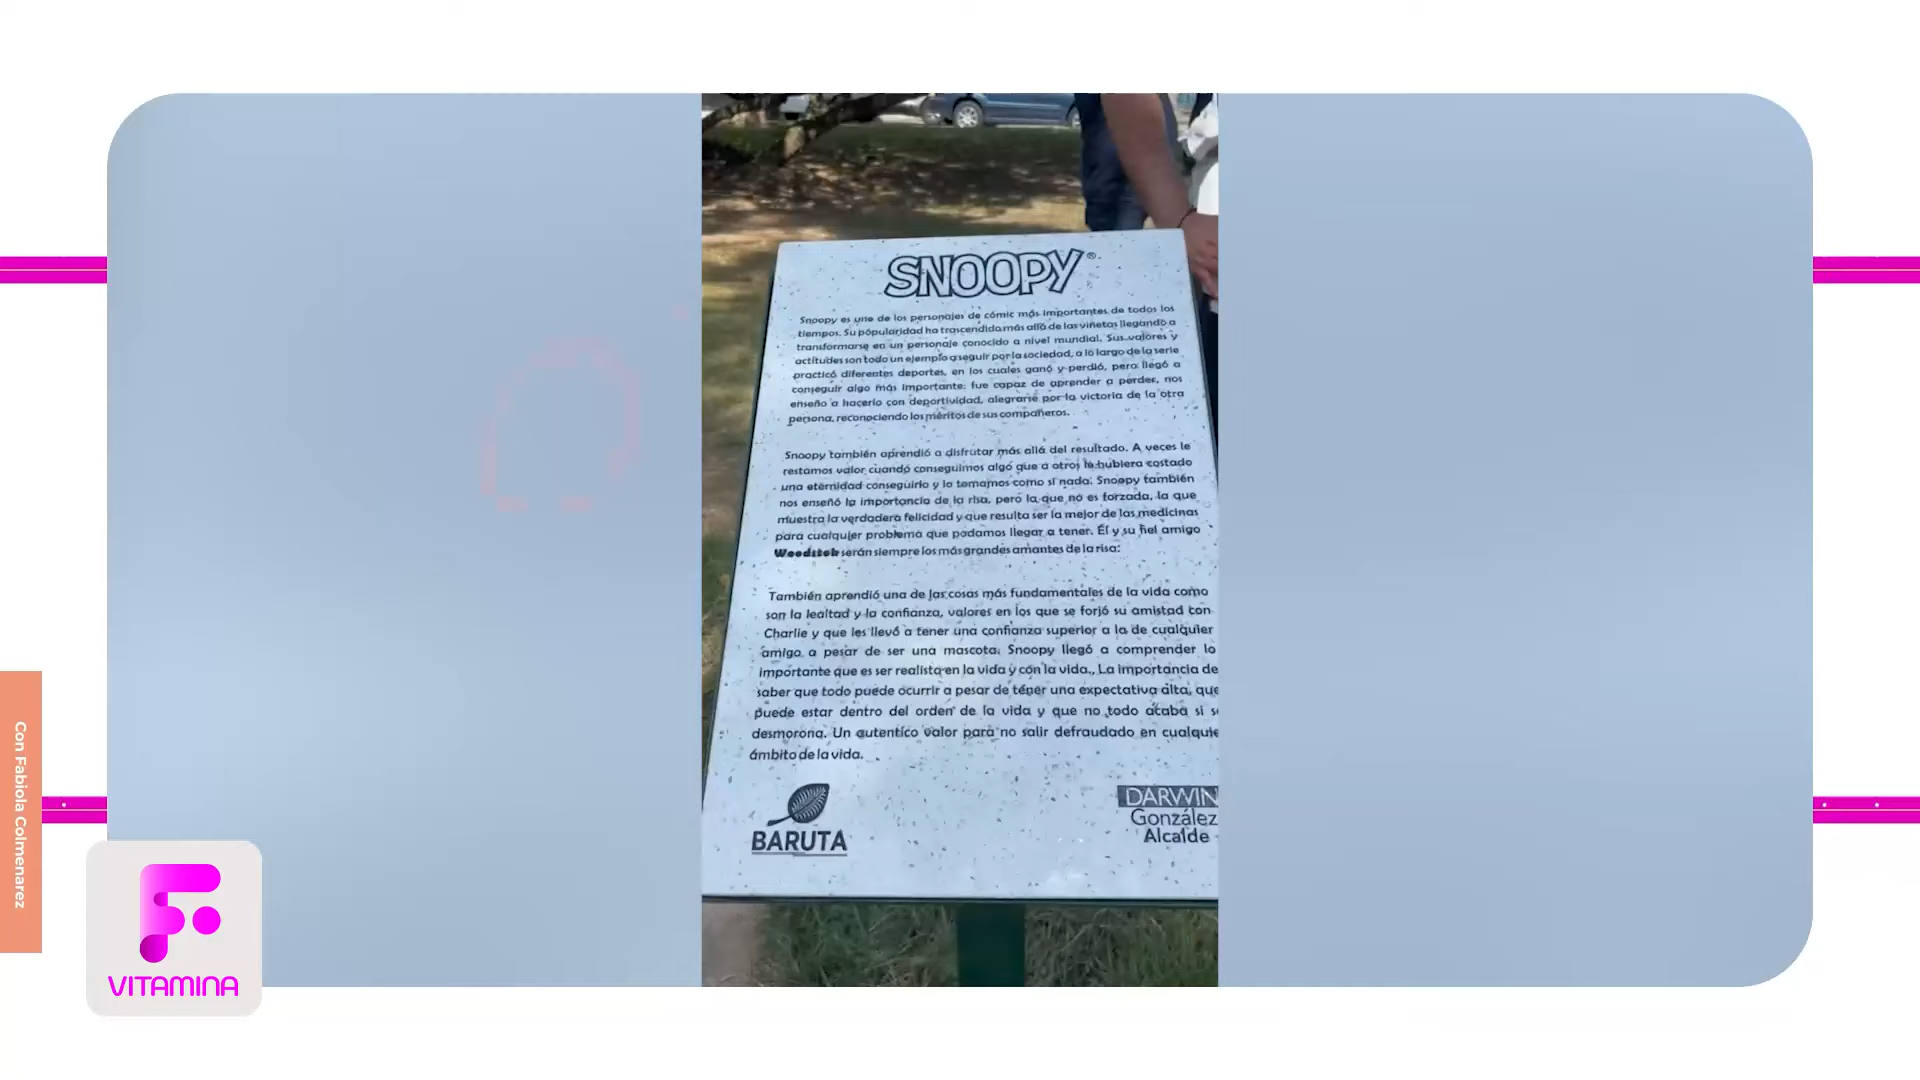 SNOOPY®
Snoopy es uno de los personajes de cómic más importantes de todos los
tiempos. Su popularidad ha trascendido más allá de las viñetas llegando a
transformarse en un personaje conocido a nivel mundial. Sus valores y
actitudes son todo un ejemplo a seguir por la sociedad, a lo largo de la serie
practicó diferentes deportes, en los cuales ganó y perdió, pero llegó a
conseguir algo más importante: fue capaz de aprender a perder, nos
enseño a hacerlo con deportividad, alegrarse por la victoria de la otra
persona, reconociendo los méritos de sus compañeros.
Snoopy también aprendió a disfrutar más allá del resultado. A veces le
restamos valor cuando conseguimos algo que a otros le hubiera costado
una eternidad conseguirlo y lo tomamos como si nada. Snoopy también
nos enseñó la importancia de la risa, pero la que no es forzada, la que
muestra la verdadera felicidad y que resulta ser la mejor de las medicinas
para cualquier problema que podamos llegar a tener. Él y su fiel amigo
Woodstok serán siempre los más grandes amantes de la risa.
También aprendió una de las cosas más fundamentales de la vida como
son la lealtad y la confianza, valores en los que se forjó su amistad con
Charlie y que les llevó a tener una confianza superior a la de cualquier
amigo a pesar de ser una mascota. Snoopy llegó a comprender lo
importante que es ser realista en la vida y con la vida., La importancia de
saber que todo puede ocurrir a pesar de téner una expectativa alta, que
puede estar dentro del orden de la vida y que no todo acaba si s
desmorona. Un autentico valor para no salir defraudado en cualquie
ámbito de la vida.
BARUTA
DARWIN
González
Alcalde
Con Fabiola Colmenarez
F
VITAMINA